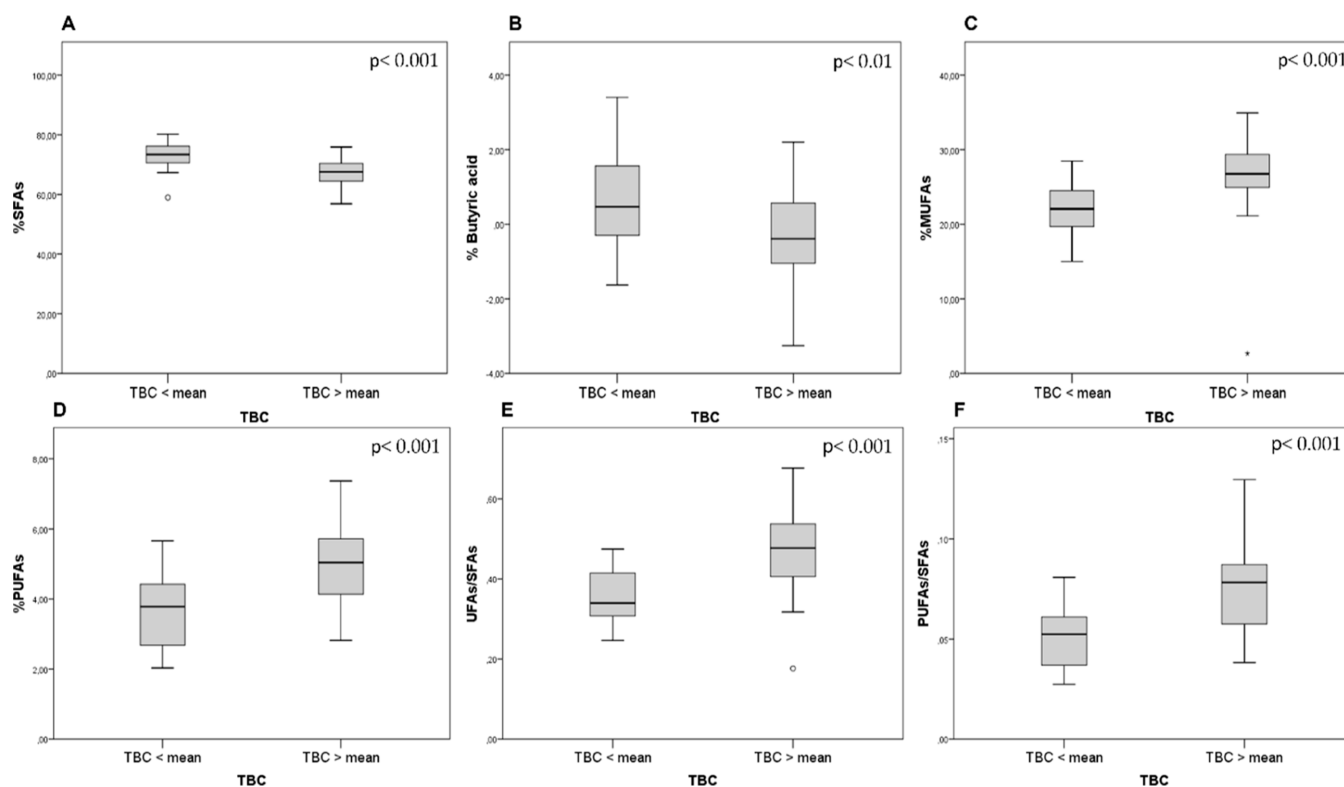 A
p< 0.001
%SFAs
100,00
80,00
60,00
40,00
20,00
,00
TBC < mean
TBC > mean
TBC
B
p< 0.01
% Butyric acid
4,00
2,00
,00
-2,00
-4,00
TBC < mean
TBC > mean
TBC
C
p< 0.001
%MUFAs
40,00
30,00
20,00
10,00
,00
*
TBC < mean
TBC > mean
TBC
D
p< 0.001
%PUFAs
8,00
6,00
4,00
2,00
,00
TBC < mean
TBC > mean
TBC
E
p< 0.001
UFAs/SFAs
,60
,40
,20
,00
TBC < mean
TBC > mean
TBC
F
p< 0.001
PUFAs/SFAs
,15
,10
,05
,00
TBC < mean
TBC > mean
TBC